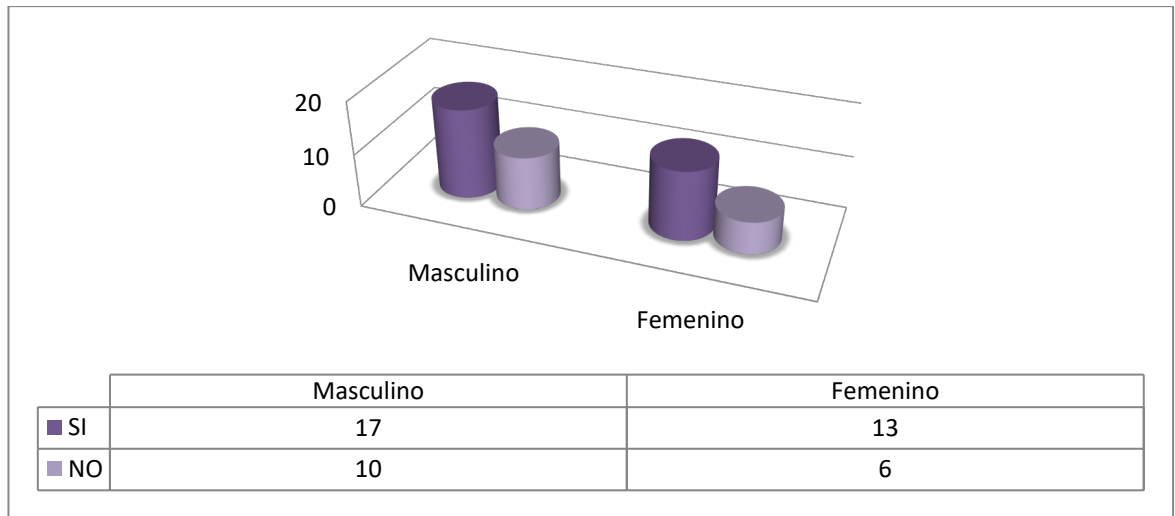 20
10
0
Masculino
Femenino
Masculino Femenino
SI 17 13
NO 10 6